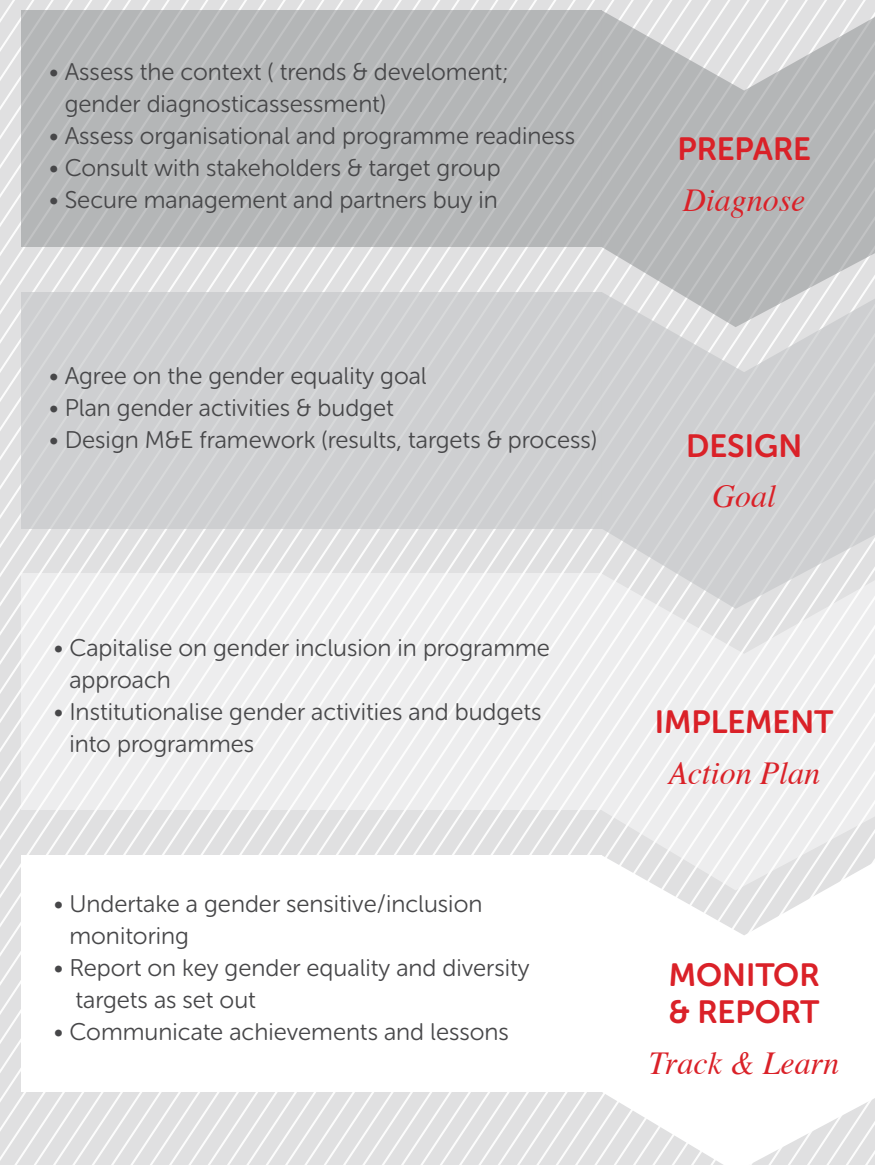 • Assess the context ( trends & develoment;
gender diagnosticassessment)
• Assess organisational and programme readiness
• Consult with stakeholders & target group
• Secure management and partners buy in
PREPARE
Diagnose
• Agree on the gender equality goal
• Plan gender activities & budget
• Design M&E framework (results, targets & process)
DESIGN
Goal
• Capitalise on gender inclusion in programme
approach
• Institutionalise gender activities and budgets
into programmes
IMPLEMENT
Action Plan
• Undertake a gender sensitive/inclusion
monitoring
• Report on key gender equality and diversity
targets as set out
• Communicate achievements and lessons
MONITOR
& REPORT
Track & Learn